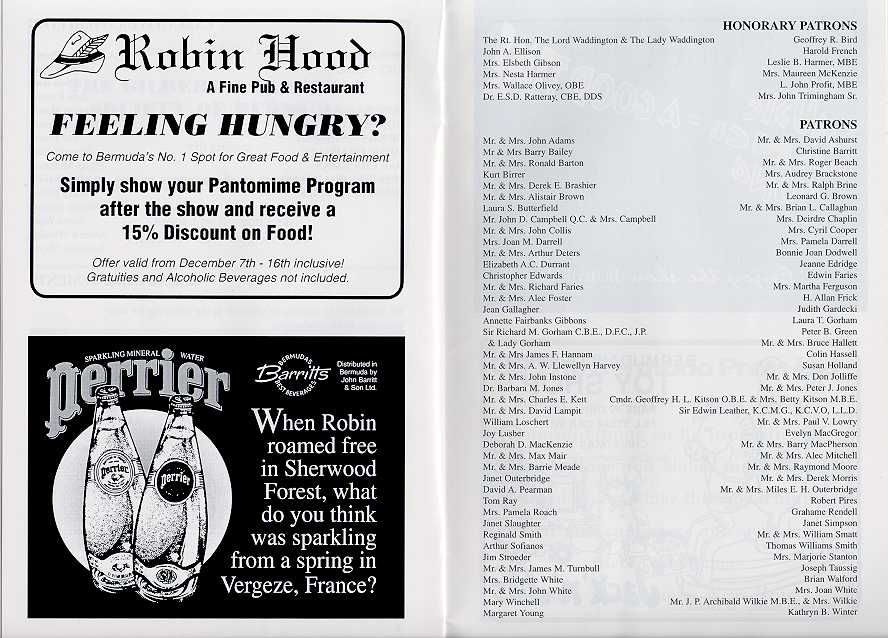 Robin Hood
A Fine Pub & Restaurant
FEELING HUNGRY?
Come to Bermuda's No. 1 Spot for Great Food & Entertainment
Simply show your Pantomime Program
after the show and receive a
15% Discount on Food!
Offer valid from December 7th - 16th inclusive!
Gratuities and Alcoholic Beverages not included.
SPARKLING MINERAL WATER
perrier
BERMUDAS
Barritts
BEST BEVERAGES
Distributed in
Bermuda by
John Barritt
& Son Ltd.
perrier
perrier
When Robin
roamed free
in Sherwood
Forest, what
do you think
was sparkling
from a spring in
Vergeze, France?
HONORARY PATRONS
The Rt. Hon. The Lord Waddington & The Lady Waddington Geoffrey R. Bird
John A. Ellison Harold French
Mrs. Elsbeth Gibson Leslie B. Harmer, MBE
Mrs. Nesta Harmer Mrs. Maureen McKenzie
Mrs. Wallace Olivey, OBE L. John Profit, MBE
Dr. E.S.D. Ratteray, CBE, DDS Mrs. John Trimingham Sr.
PATRONS
Mr. & Mrs. John Adams Mr. & Mrs. David Ashurst
Mr & Mrs Barry Bailey Christine Barritt
Mr. & Mrs. Ronald Barton Mr. & Mrs. Roger Beach
Kurt Birrer Mrs. Audrey Brackstone
Mr. & Mrs. Derek E. Brashier Mr. & Mrs. Ralph Brine
Mr. & Mrs. Alistair Brown Leonard G. Brown
Laura S. Butterfield Mr. & Mrs. Brian L. Callaghan
Mr. John D. Campbell Q.C. & Mrs. Campbell Mrs. Deirdre Chaplin
Mr. & Mrs. John Collis Mrs. Cyril Cooper
Mrs. Joan M. Darrell Mrs. Pamela Darrell
Mr. & Mrs. Arthur Deters Bonnie Joan Dodwell
Elizabeth A.C. Durrant Jeanne Edridge
Christopher Edwards Edwin Faries
Mr. & Mrs. Richard Faries Mrs. Martha Ferguson
Mr. & Mrs. Alec Foster H. Allan Frick
Jean Gallagher Judith Gardecki
Annette Fairbanks Gibbons Laura T. Gorham
Sir Richard M. Gorham C.B.E., D.F.C., J.P. Peter B. Green
& Lady Gorham Mr. & Mrs. Bruce Hallett
Mr. & Mrs James F. Hannam Colin Hassell
Mr. & Mrs. A. W. Llewellyn Harvey Susan Holland
Mr. & Mrs. John Instone Mr. & Mrs. Don Jolliffe
Dr. Barbara M. Jones Mr. & Mrs. Peter J. Jones
Mr. & Mrs. Charles E. Kett Cmdr. Geoffrey H. L. Kitson O.B.E. & Mrs. Betty Kitson M.B.E.
Mr. & Mrs. David Lampit Sir Edwin Leather, K.C.M.G., K.C.V.O, L.L.D.
William Loschert Mr. & Mrs. Paul V. Lowry
Joy Lusher Evelyn MacGregor
Deborah D. MacKenzie Mr. & Mrs. Barry MacPherson
Mr. & Mrs. Max Mair Mr. & Mrs. Alec Mitchell
Mr. & Mrs. Barrie Meade Mr. & Mrs. Raymond Moore
Janet Outerbridge Mr. & Mrs. Derek Morris
David A. Pearman Mr. & Mrs. Miles E. H. Outerbridge
Tom Ray Robert Pires
Mrs. Pamela Roach Grahame Rendell
Janet Slaughter Janet Simpson
Reginald Smith Mr. & Mrs. William Smatt
Arthur Sofianos Thomas Williams Smith
Jim Stroeder Mrs. Marjorie Stanton
Mr. & Mrs. James M. Turnbull Joseph Taussig
Mrs. Bridgette White Brian Walford
Mr. & Mrs. John White Mrs. Joan White
Mary Winchell Mr. J. P. Archibald Wilkie M.B.E., & Mrs. Wilkie
Margaret Young Kathryn B. Winter